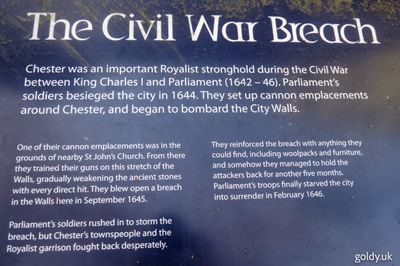 The Civil War Breach
Chester was an important Royalist stronghold during the Civil War
between King Charles I and Parliament (1642 – 46). Parliament's
soldiers besieged the city in 1644. They set up cannon emplacements
around Chester, and began to bombard the City Walls.
One of their cannon emplacements was in the
grounds of nearby St John's Church. From there
they trained their guns on this stretch of the
Walls, gradually weakening the ancient stones
with every direct hit. They blew open a breach
in the Walls here in September 1645.
Parliament's soldiers rushed in to storm the
breach, but Chester's townspeople and the
Royalist garrison fought back desperately.
They reinforced the breach with anything they
could find, including woolpacks and furniture,
and somehow they managed to hold the
attackers back for another five months.
Parliament's troops finally starved the city
into surrender in February 1646.
goldy.uk